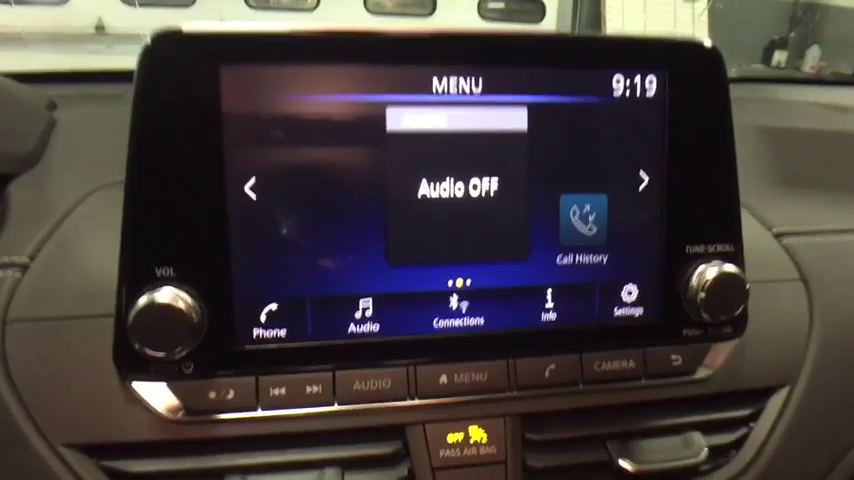 MENU
9:19
Audio OFF
Call History
TUNE·SCROLL
VOL
Phone
Audio
Connections
Info
Settings
AUDIO
MENU
CAMERA
OFF
PASS AIR BAG